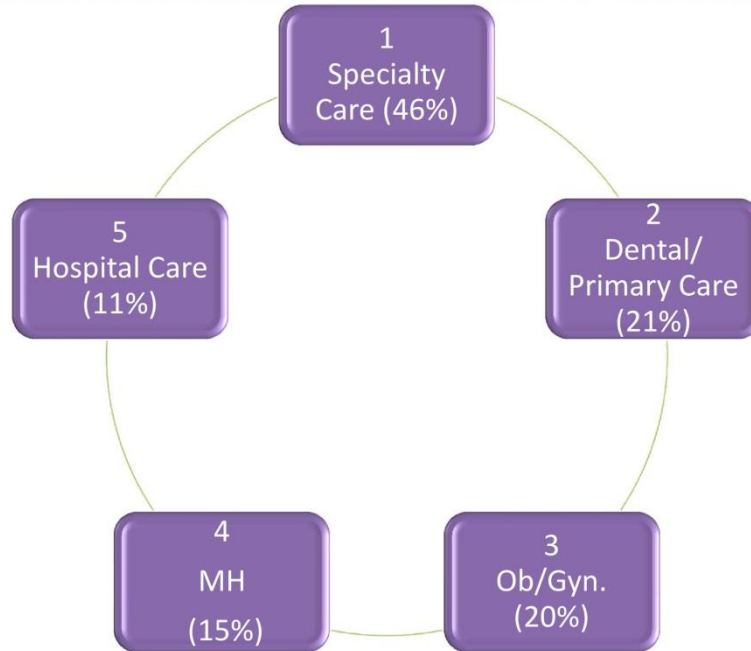 1
Specialty
Care (46%)
2
Dental/
Primary Care
(21%)
3
Ob/Gyn.
(20%)
4
MH
(15%)
5
Hospital Care
(11%)